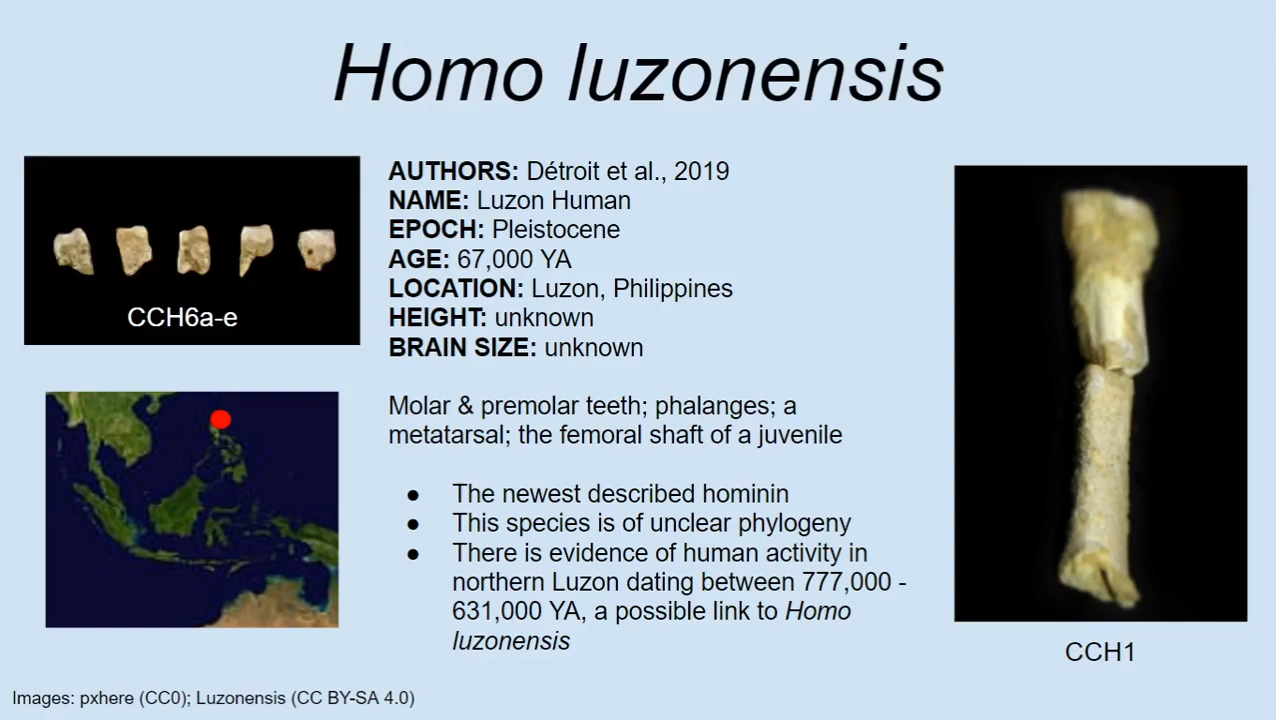 Homo luzonensis
CCH6a-e
AUTHORS: Détroit et al., 2019
NAME: Luzon Human
EPOCH: Pleistocene
AGE: 67,000 YA
LOCATION: Luzon, Philippines
HEIGHT: unknown
BRAIN SIZE: unknown
Molar & premolar teeth; phalanges; a
metatarsal; the femoral shaft of a juvenile
● The newest described hominin
● This species is of unclear phylogeny
● There is evidence of human activity in
northern Luzon dating between 777,000 -
631,000 YA, a possible link to Homo
luzonensis
CCH1
Images: pxhere (CC0); Luzonensis (CC BY-SA 4.0)